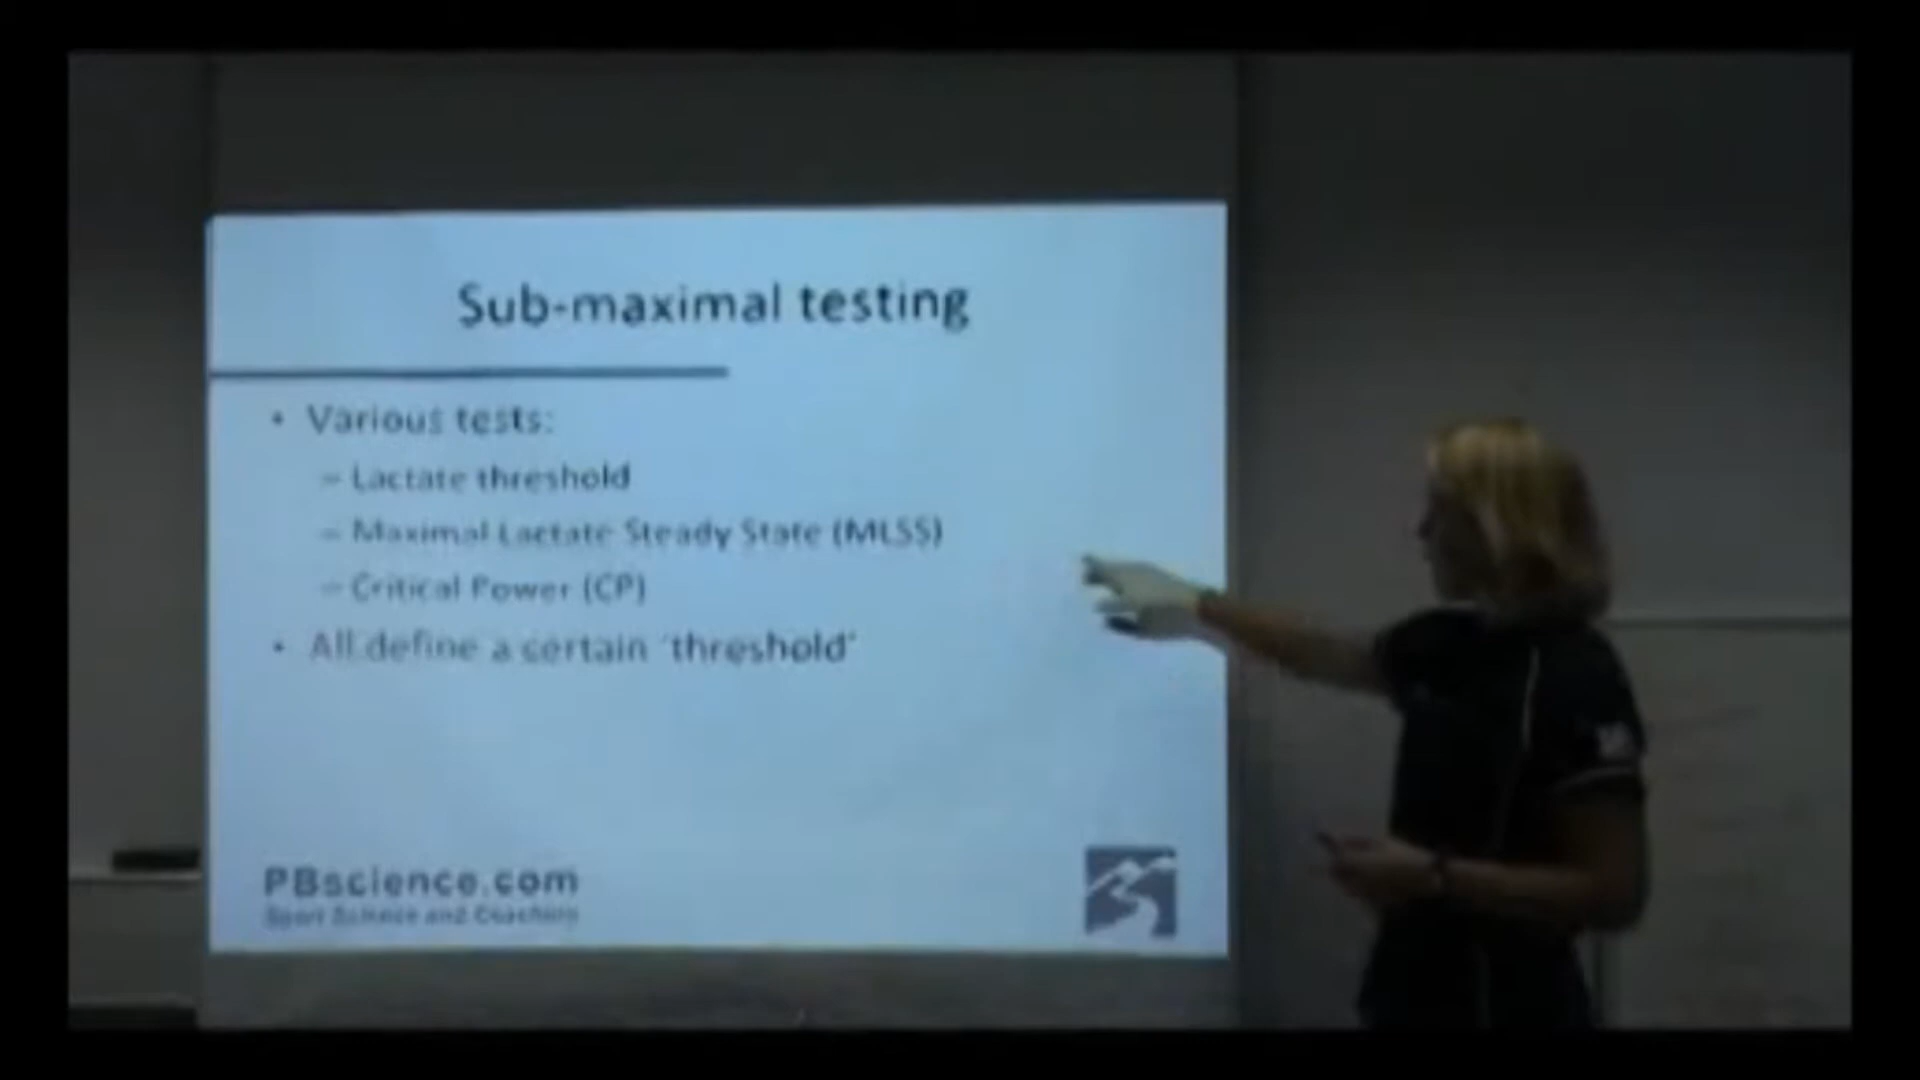 Sub-maximal testing
• Various tests:
– Lactate threshold
– Maximal Lactate Steady State (MLSS)
– Critical Power (CP)
• All define a certain ‘threshold’
PBscience.com
Sport Science and Coaching